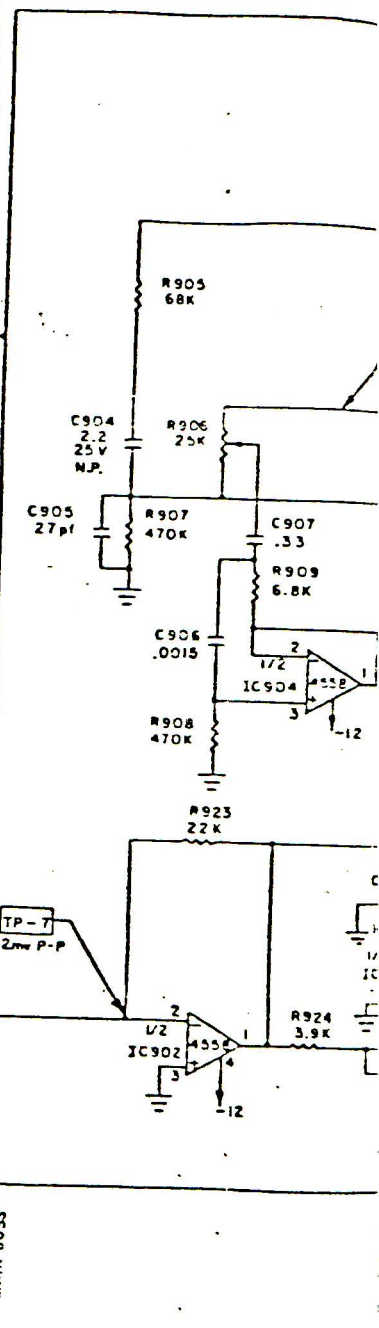 R905
68K
C904
2.2
25V
N.P.
R906
25K
C905
27pf
R907
470K
C907
.33
R909
6.8K
C906
.0015
2
1/2
1
IC904
4558
3
-12
R908
470K
R923
22K
TP-7
P-P
2
1/2
1
4558
IC902
3
4
-12
R924
3.9K